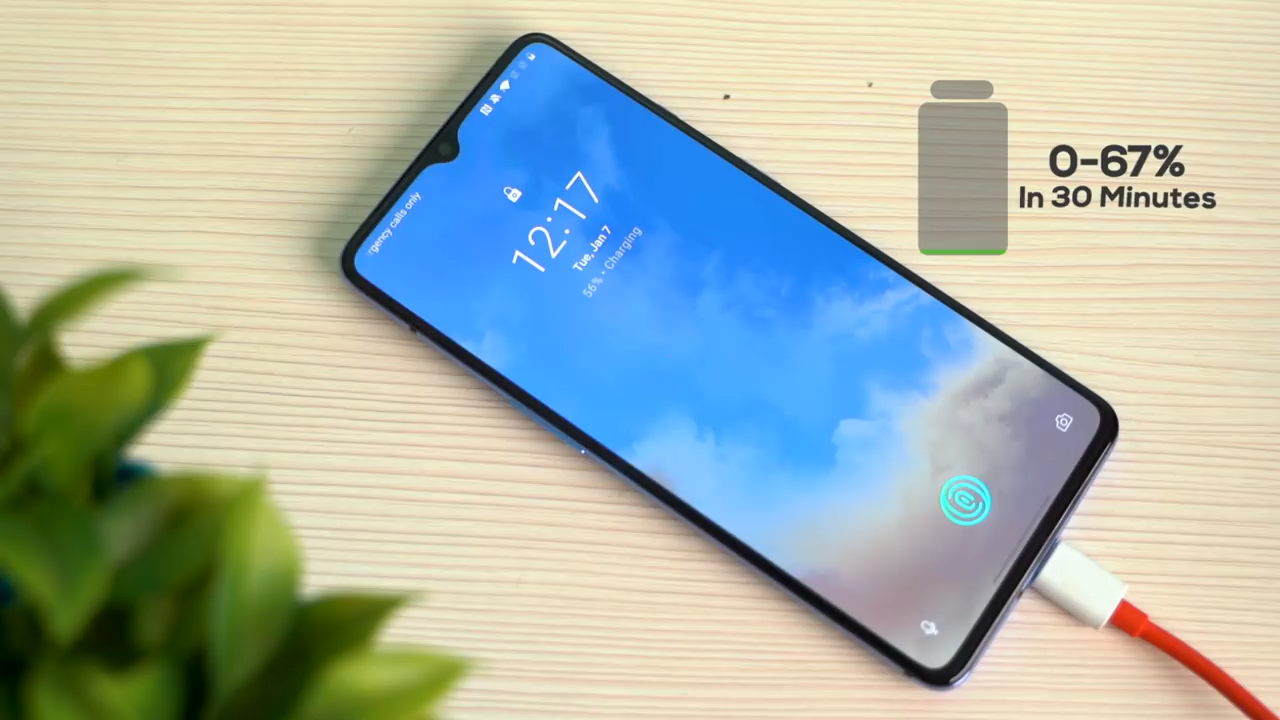 rgency calls only
12:17
Tue, Jan 7
56% • Charging
0-67%
In 30 Minutes